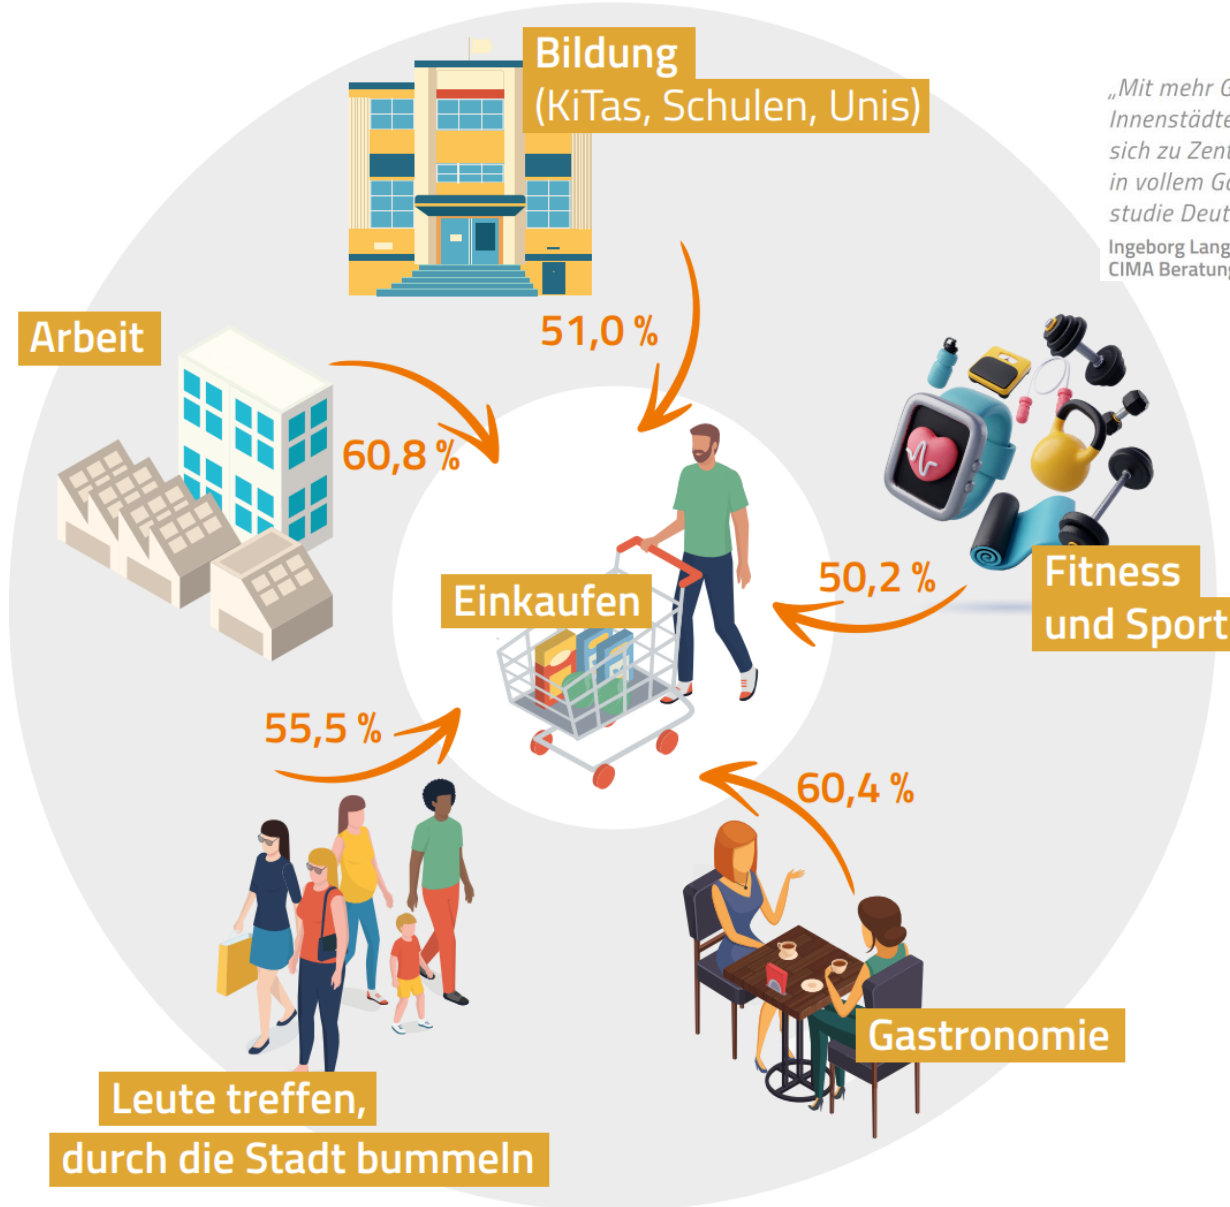 Bildung
(KiTas, Schulen, Unis)
„Mit mehr
Innenstädte
sich zu
in vollem
studie
Ingeborg
CIMA
Arbeit
51,0 %
60,8 %
Einkaufen
50,2 %
Fitness
und Sport
55,5 %
60,4 %
Gastronomie
Leute treffen,
durch die Stadt bummeln